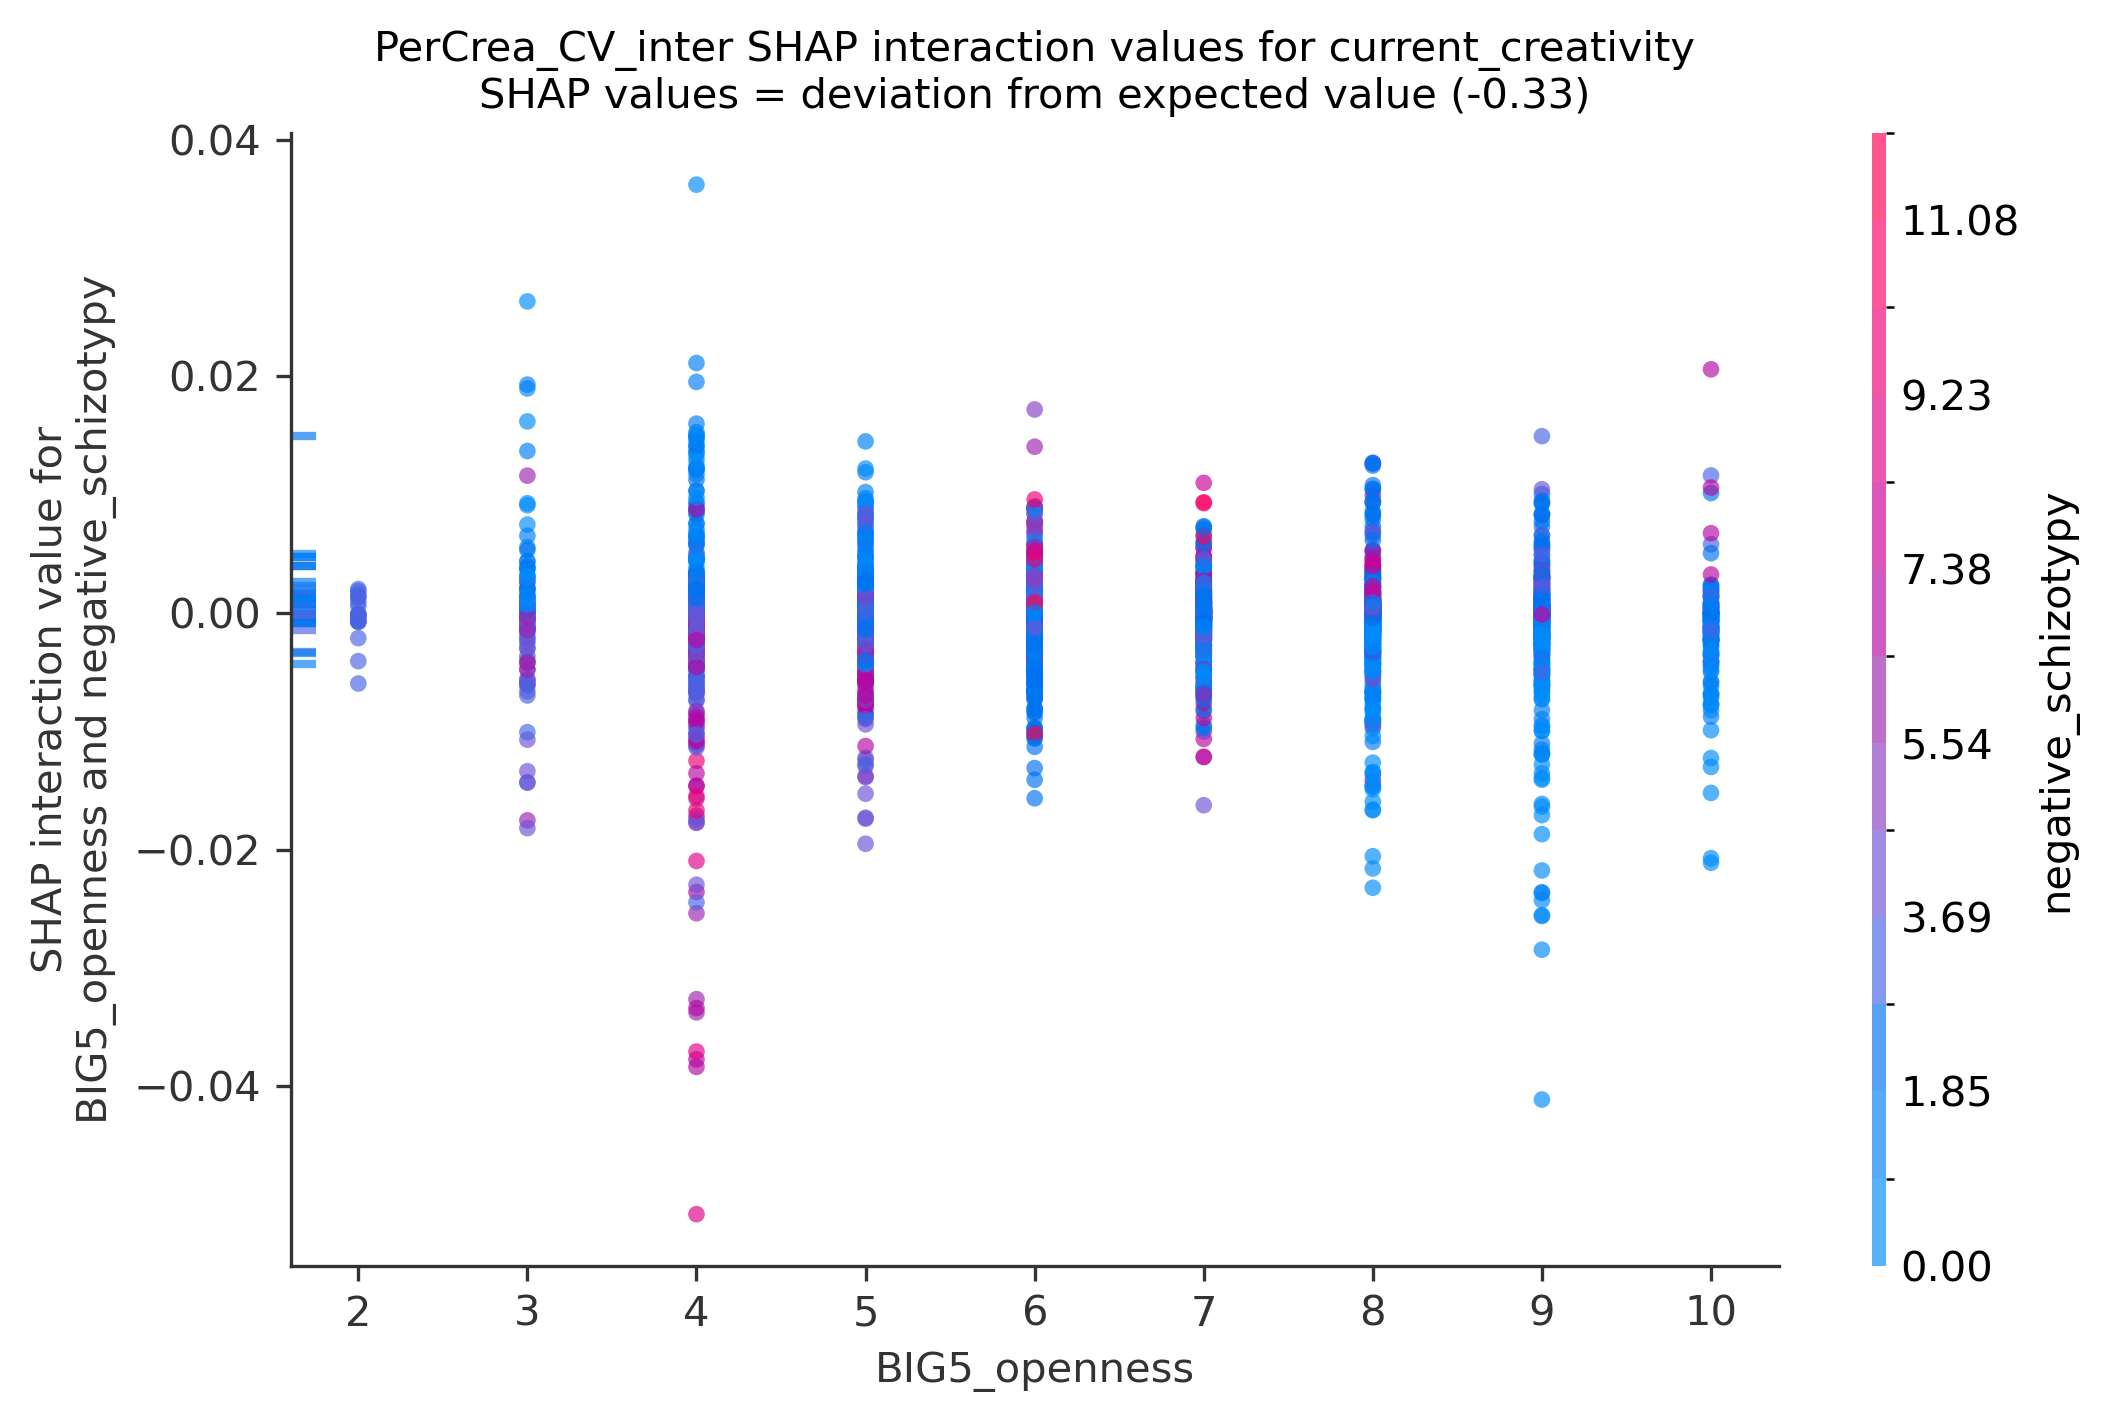 PerCrea_CV_inter SHAP interaction values for current_creativity
SHAP values = deviation from expected value (-0.33)
SHAP interaction value for
BIG5_openness and negative_schizotypy
0.04
0.02
0.00
−0.02
−0.04
2 3 4 5 6 7 8 9 10
BIG5_openness
11.08
9.23
7.38
5.54
3.69
1.85
0.00
negative_schizotypy